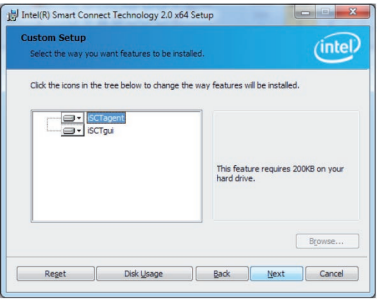 Intel(R) Smart Connect Technology 2.0 x64 Setup
Custom Setup
Select the way you want features to be installed.
(intel)
Click the icons in the tree below to change the way features will be installed.
iSCTagent
iSCTgui
This feature requires 200KB on your
hard drive.
Browse...
Reset Disk Usage Back Next Cancel